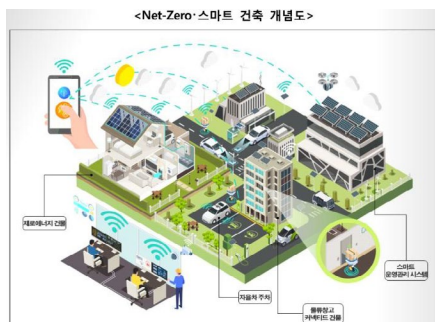 <Net-Zero·스마트 건축 개념도>
제로에너지 건물
자율차 주차
물류창고
커넥티드 건물
스마트
운영관리 시스템